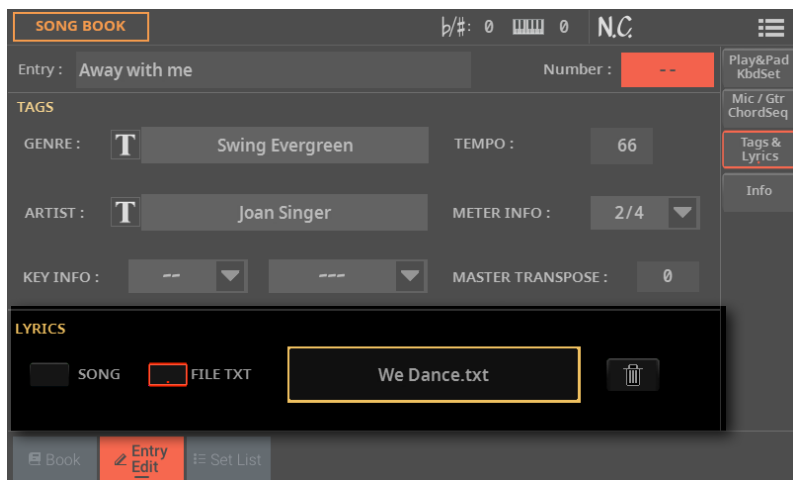 SONG BOOK
b/#: 0 0 N.C.
Entry : Away with me Number : --
Play&Pad
KbdSet
TAGS
Mic / Gtr
ChordSeq
GENRE : T Swing Evergreen TEMPO : 66
Tags &
Lyrics
Info
ARTIST : T Joan Singer METER INFO : 2/4
KEY INFO : -- --- MASTER TRANSPOSE : 0
LYRICS
SONG FILE TXT We Dance.txt
Book Entry
Edit Set List